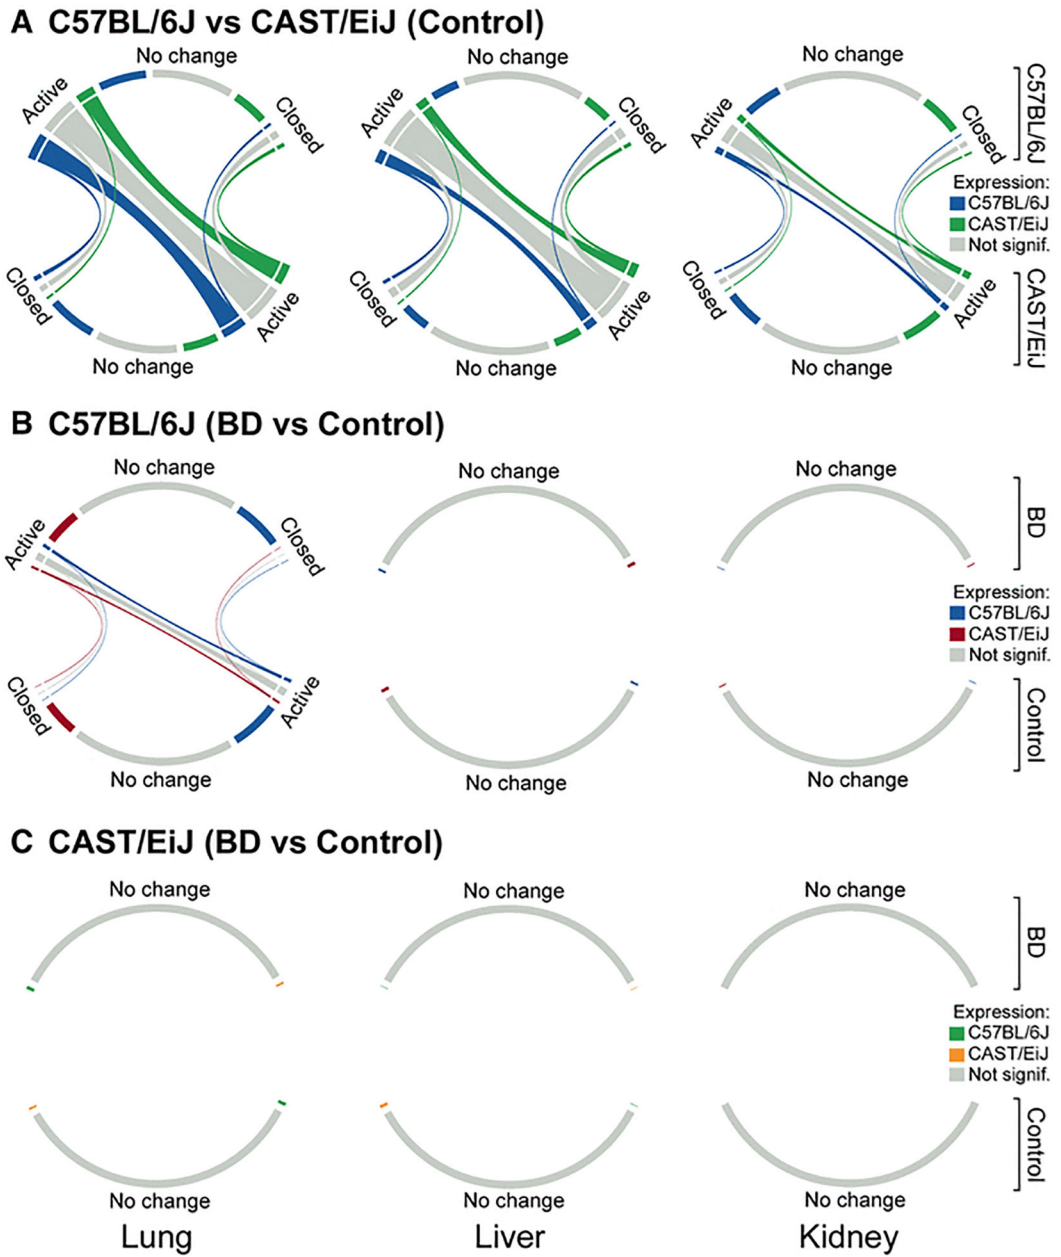 A C57BL/6J vs CAST/EiJ (Control)
No change
No change
No change
Active
Closed
Active
Closed
Active
Closed
C57BL/6J
Expression:
C57BL/6J
CAST/EiJ
Not signif.
Closed
Active
Closed
Active
Closed
Active
CAST/EiJ
No change
No change
No change
B C57BL/6J (BD vs Control)
No change
No change
No change
Active
Closed
BD
Expression:
C57BL/6J
CAST/EiJ
Not signif.
Closed
Active
Control
No change
No change
No change
C CAST/EiJ (BD vs Control)
No change
No change
No change
BD
Expression:
C57BL/6J
CAST/EiJ
Not signif.
Control
No change
No change
No change
Lung
Liver
Kidney